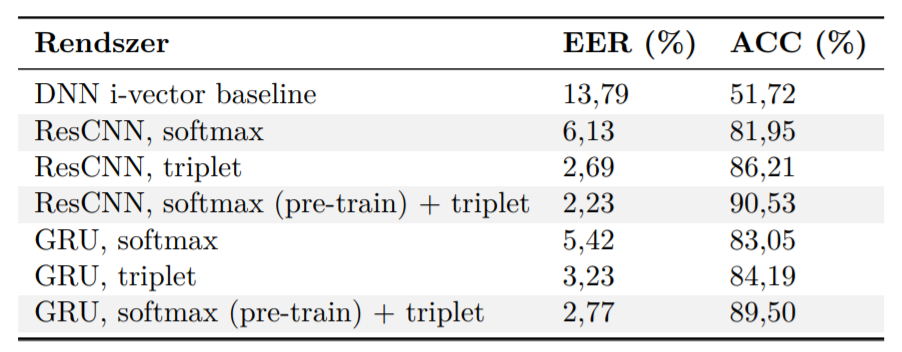 Rendszer EER (%) ACC (%)
DNN i-vector baseline 13,79 51,72
ResCNN, softmax 6,13 81,95
ResCNN, triplet 2,69 86,21
ResCNN, softmax (pre-train) + triplet 2,23 90,53
GRU, softmax 5,42 83,05
GRU, triplet 3,23 84,19
GRU, softmax (pre-train) + triplet 2,77 89,50